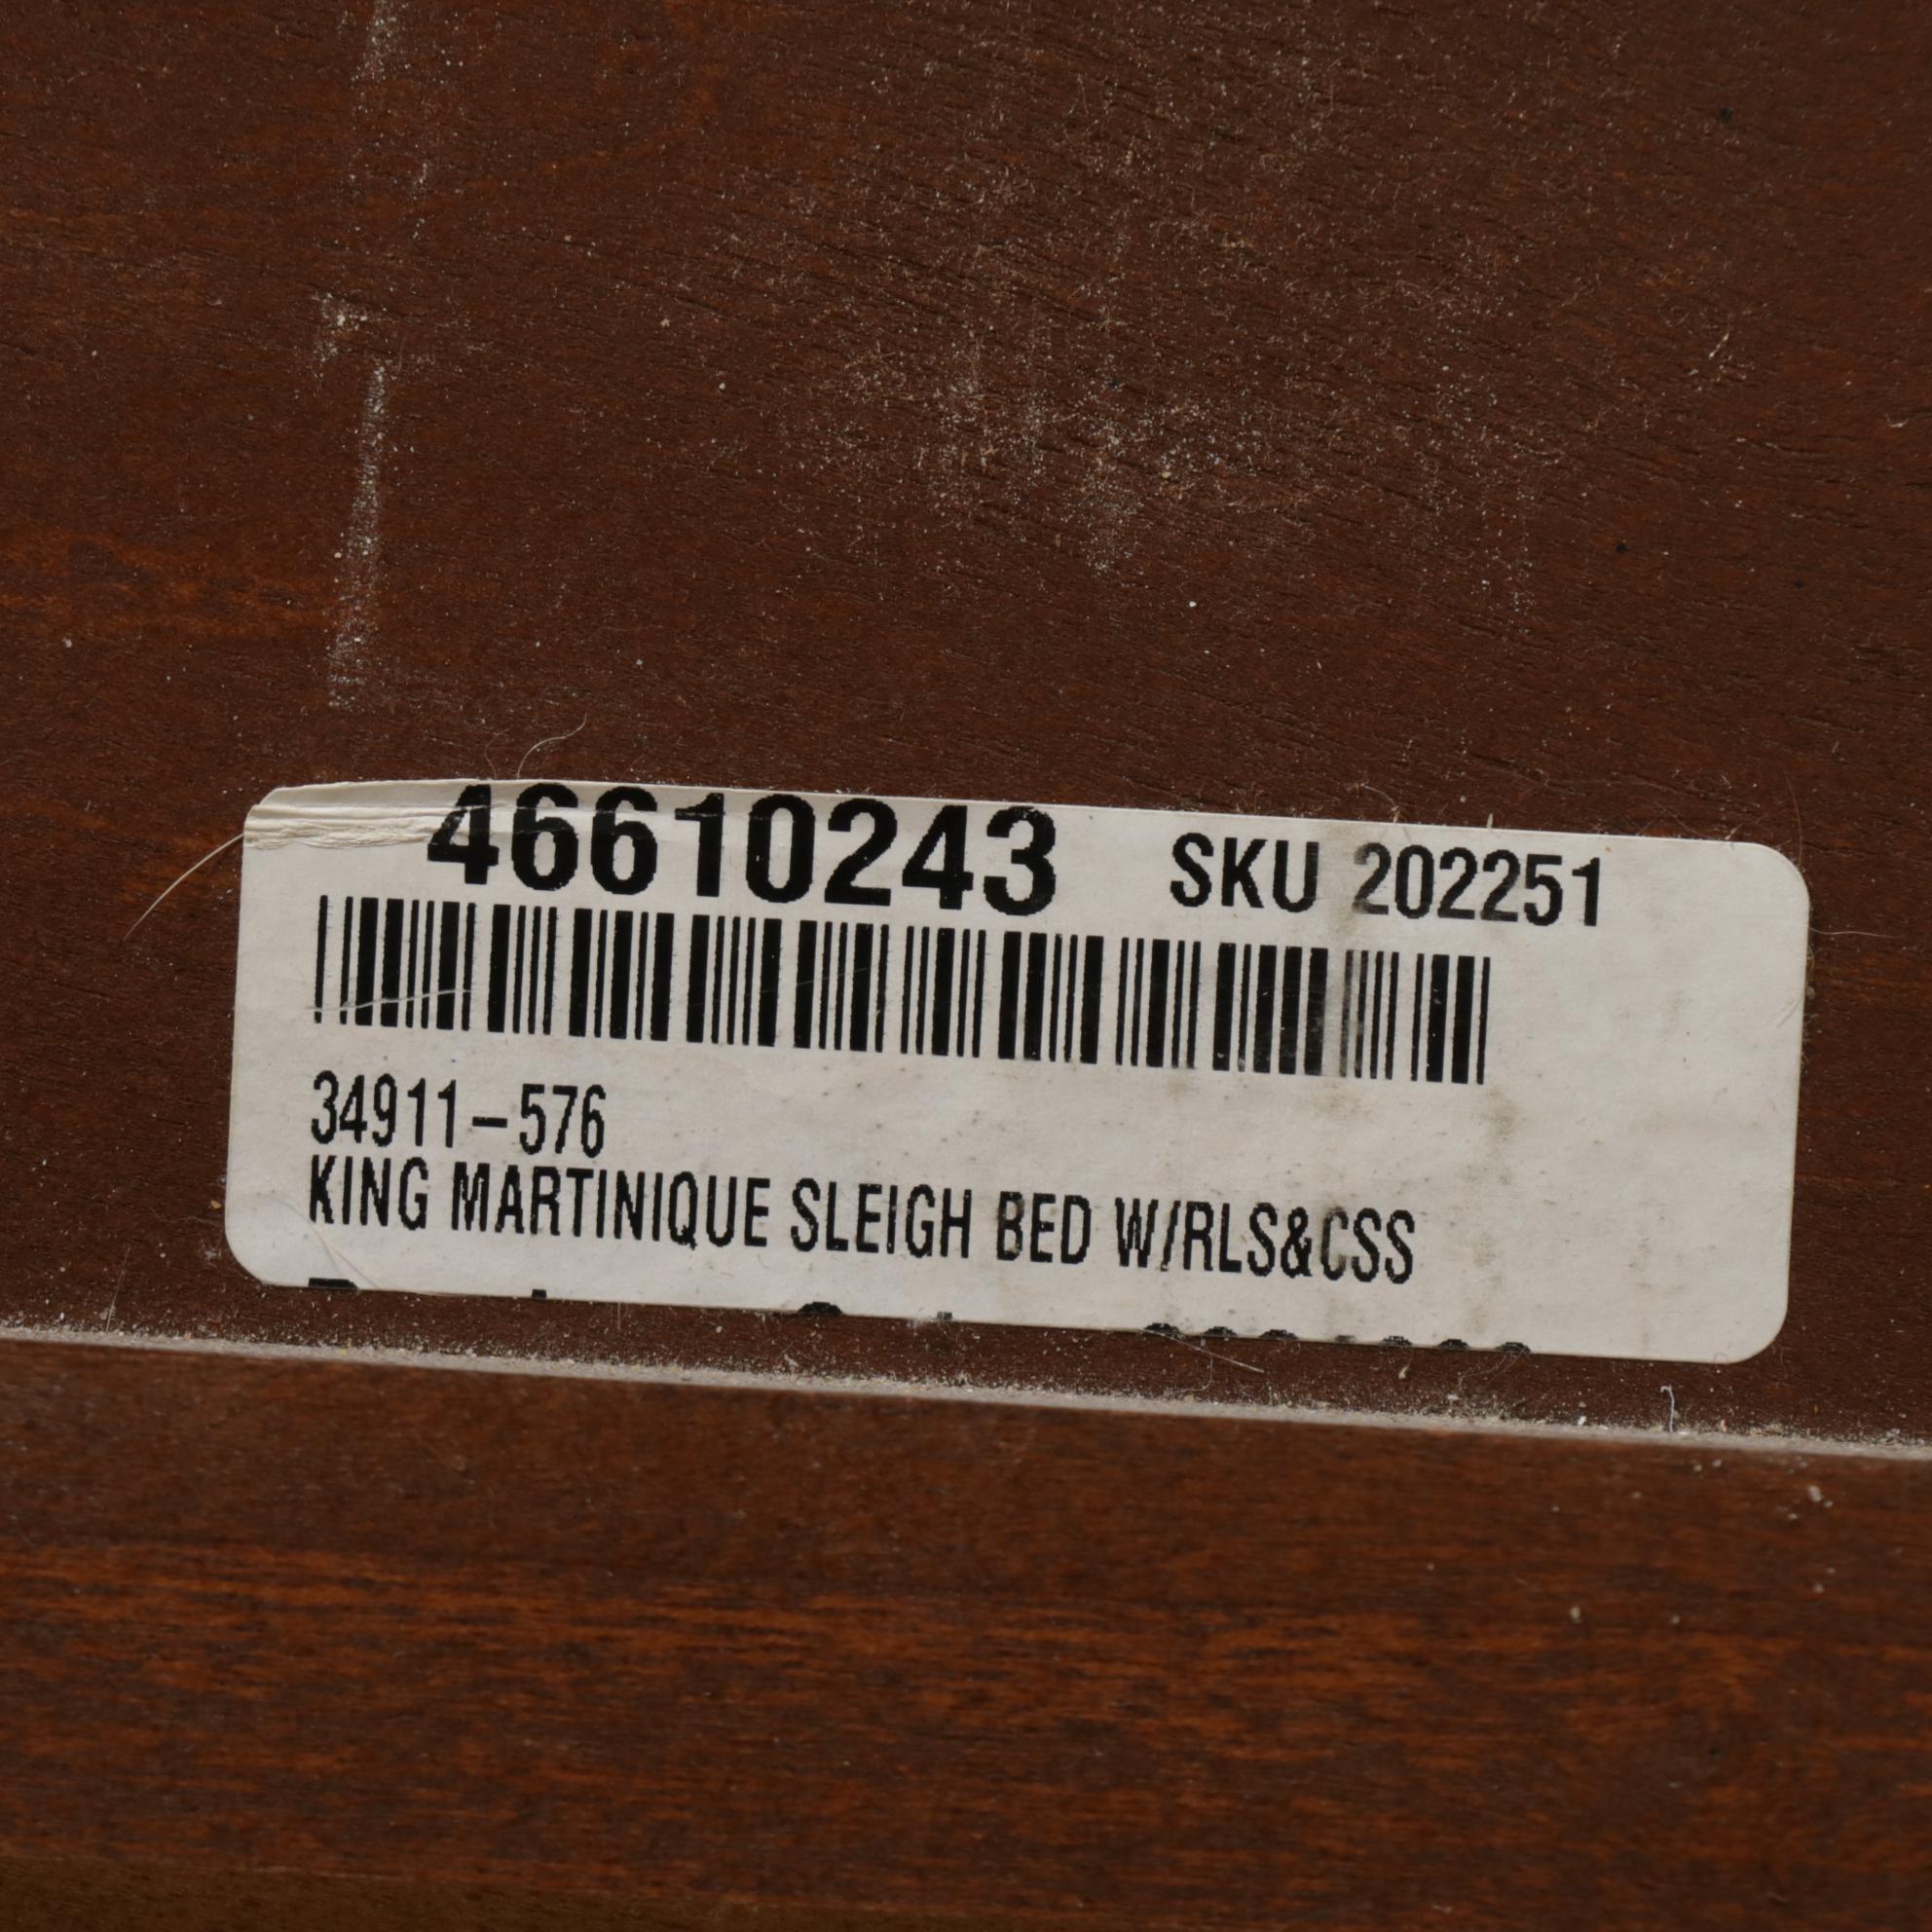 46610243 SKU 202251
34911-576
KING MARTINIQUE SLEIGH BED W/RLS&CSS